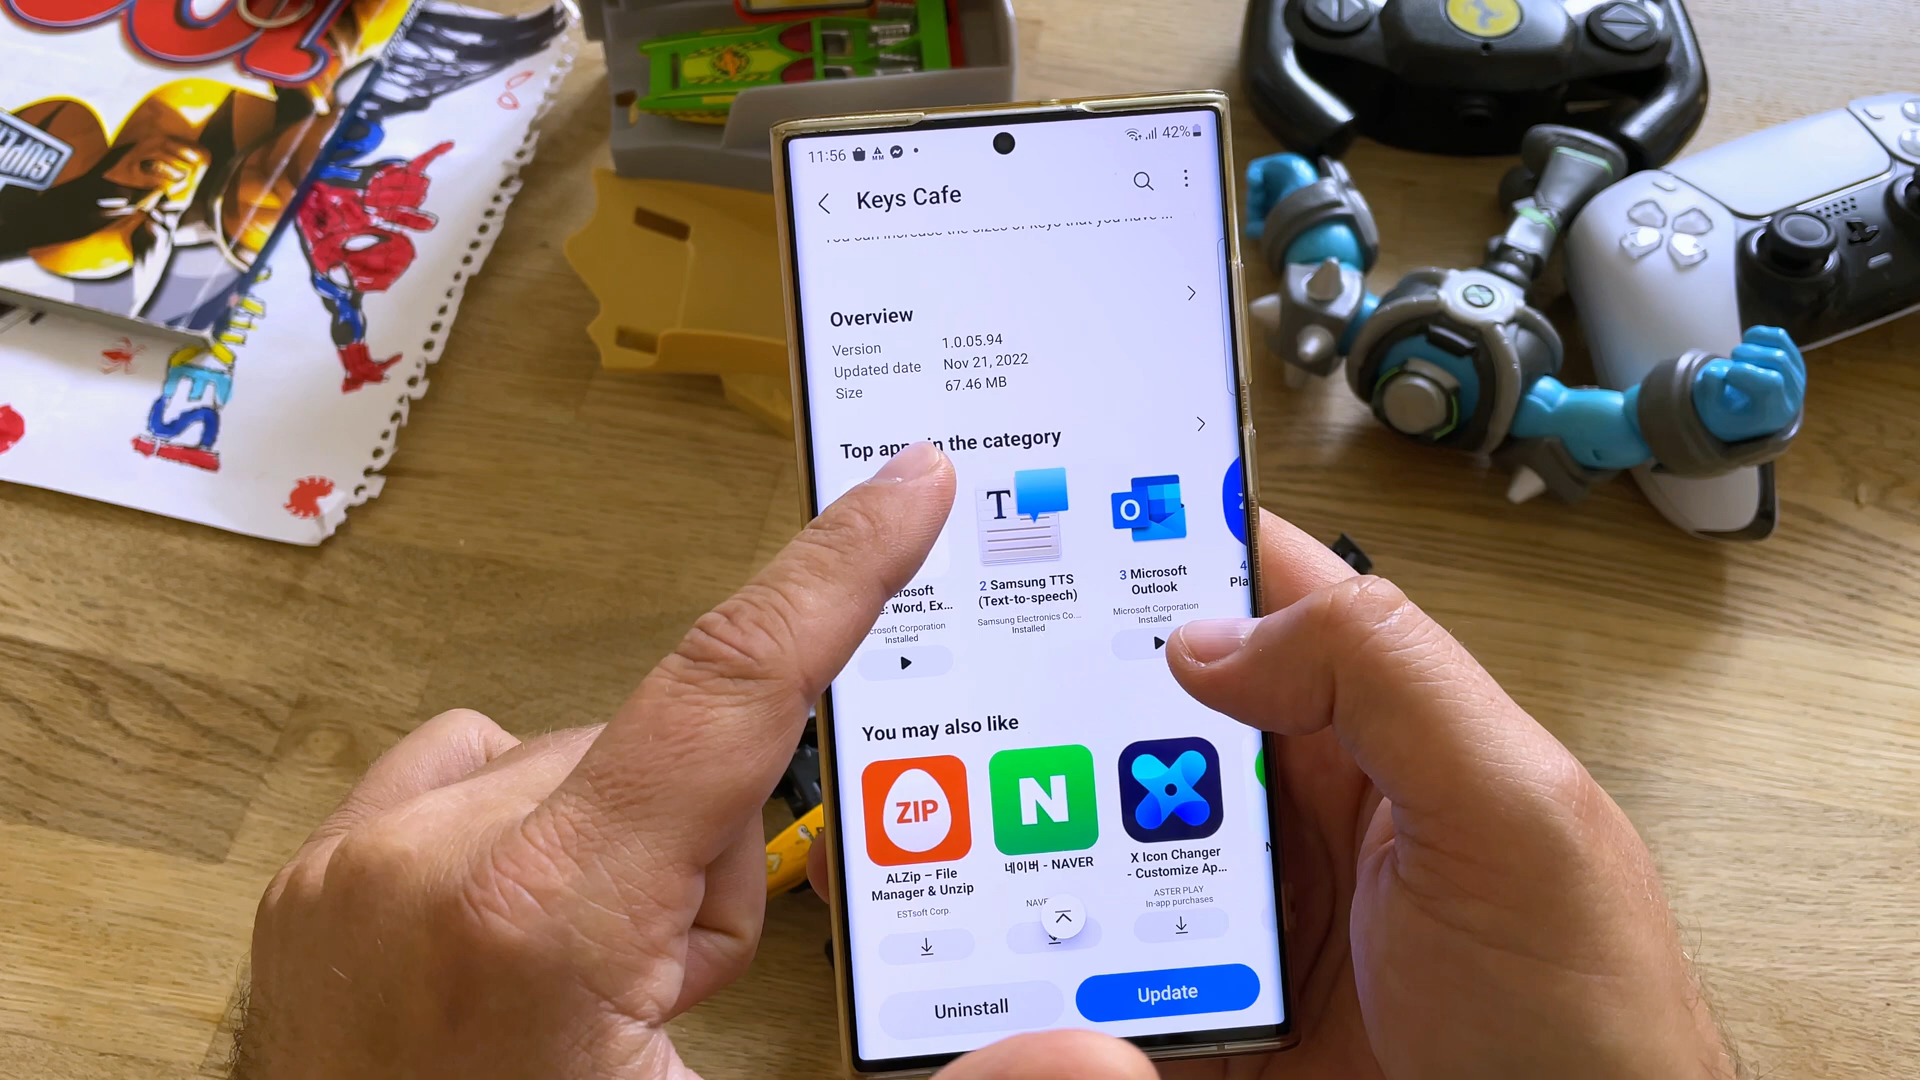 11:56
42%
Keys Cafe
You can increase the sizes of keys that you have ...
Overview
Version 1.0.05.94
Updated date Nov 21, 2022
Size 67.46 MB
Top in the category
2 Samsung TTS
(Text-to-speech)
Samsung Electronics Co...
Installed
3 Microsoft
Outlook
Microsoft Corporation
Installed
4
: Word, Ex...
Corporation
Installed
T
O
You may also like
ZIP
ALZip – File
Manager & Unzip
ESTsoft Corp.
N
네이버 - NAVER
X Icon Changer
- Customize Ap...
ASTER PLAY
In-app purchases
Uninstall
Update